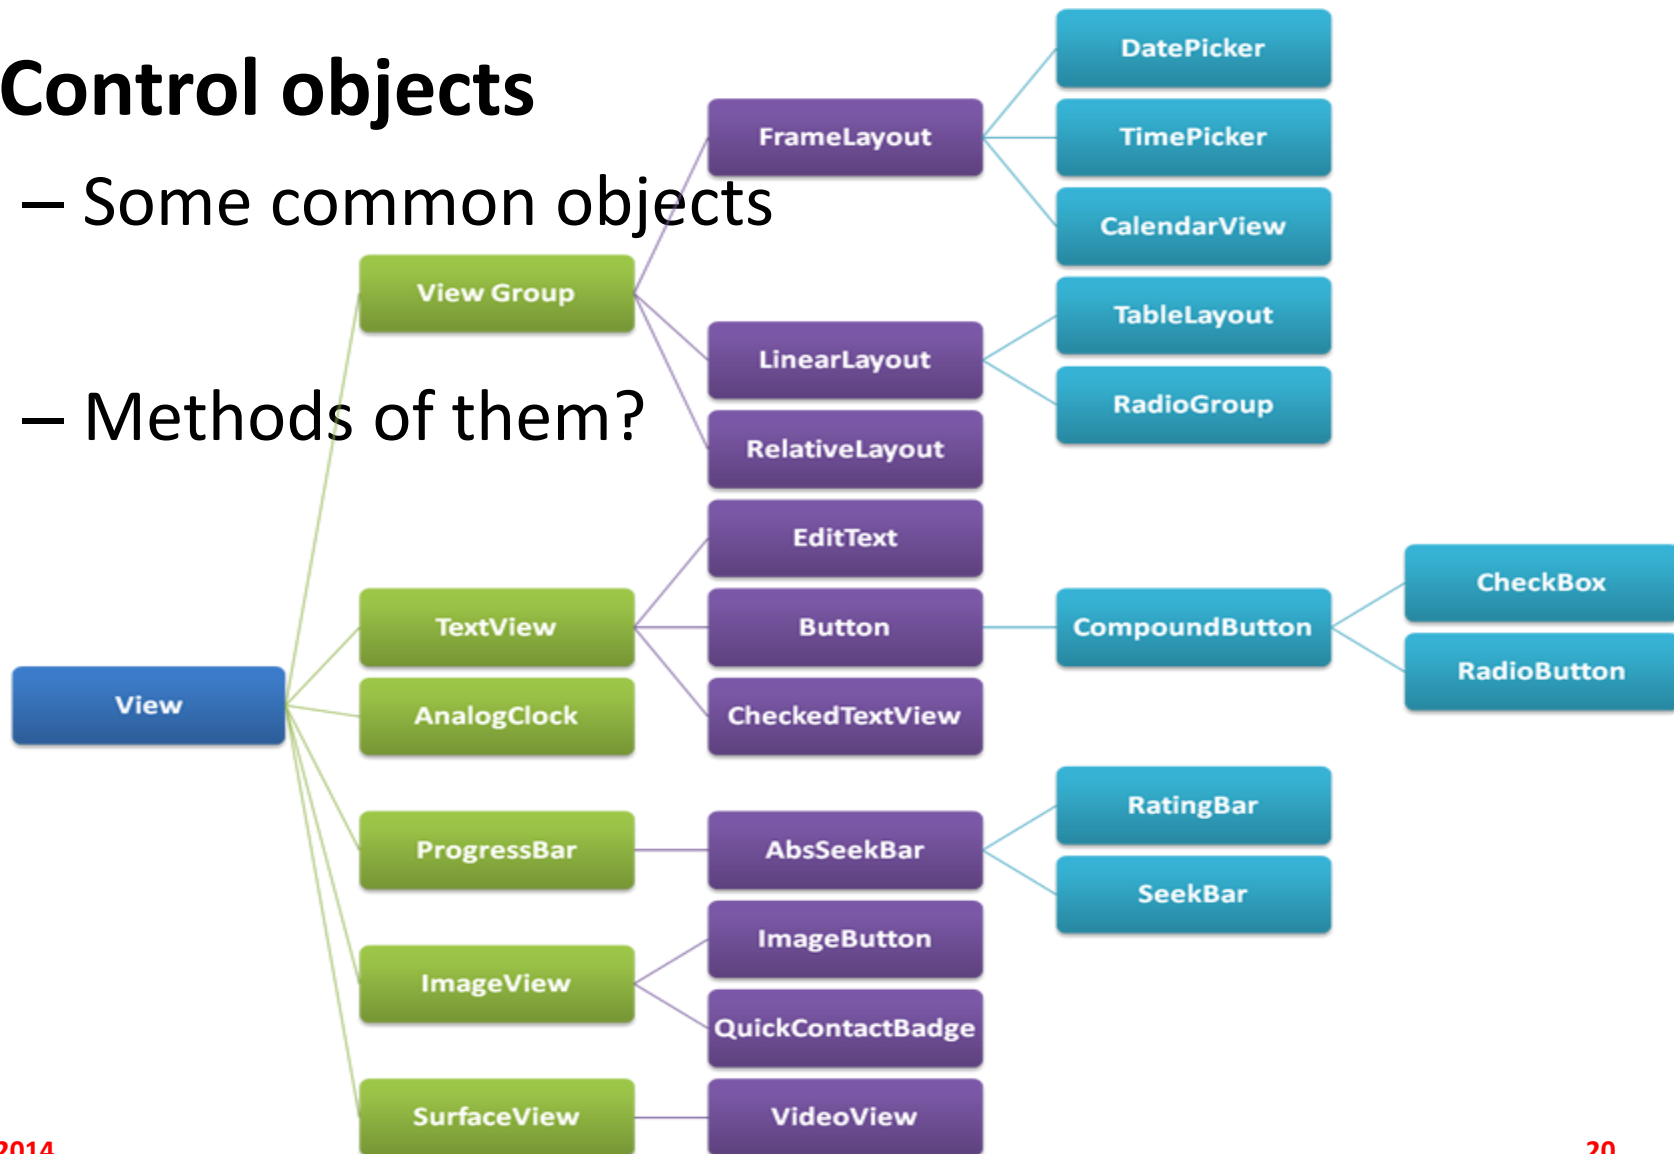 Control objects
– Some common objects
– Methods of them?
View
View Group
TextView
AnalogClock
ProgressBar
ImageView
SurfaceView
FrameLayout
LinearLayout
RelativeLayout
EditText
Button
CheckedTextView
AbsSeekBar
ImageButton
QuickContactBadge
VideoView
DatePicker
TimePicker
CalendarView
TableLayout
RadioGroup
CompoundButton
RatingBar
SeekBar
CheckBox
RadioButton
2014
20